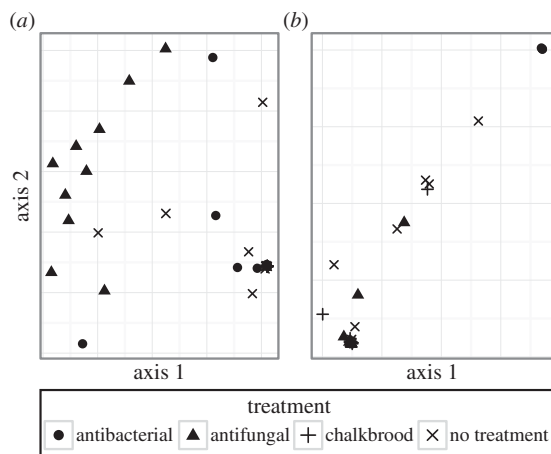 (a) (b)
axis 2
axis 1 axis 1
treatment
antibacterial antifungal chalkbrood no treatment